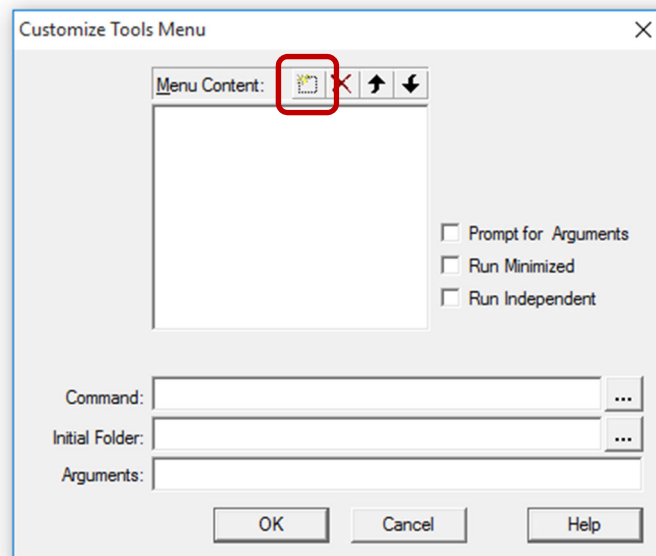 Customize Tools Menu
Menu Content:
Prompt for Arguments
Run Minimized
Run Independent
Command:
...
Initial Folder:
...
Arguments:
OK Cancel Help